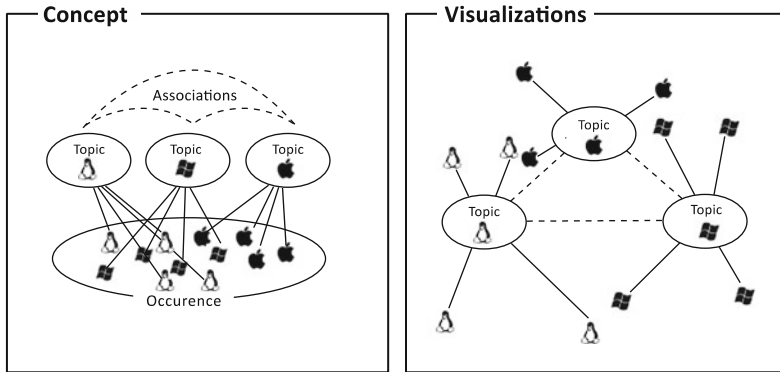 Concept
Associations
Topic
Topic
Topic
Occurence
Visualizations
Topic
Topic
Topic